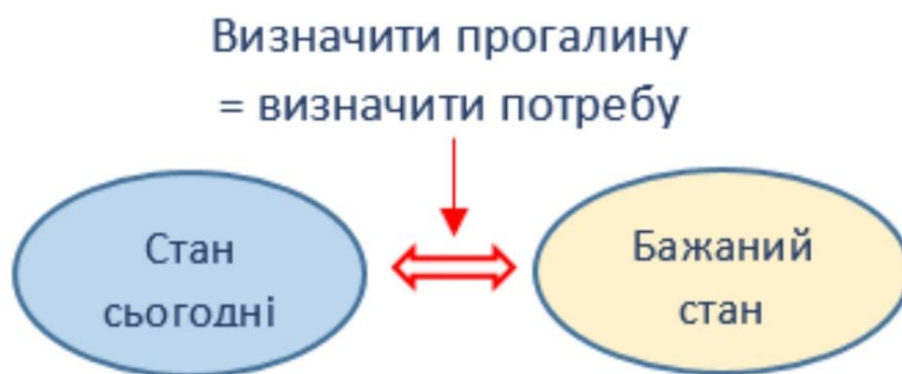 Визначити прогалину
= визначити потребу
Стан
сьогодні
Бажаний
стан